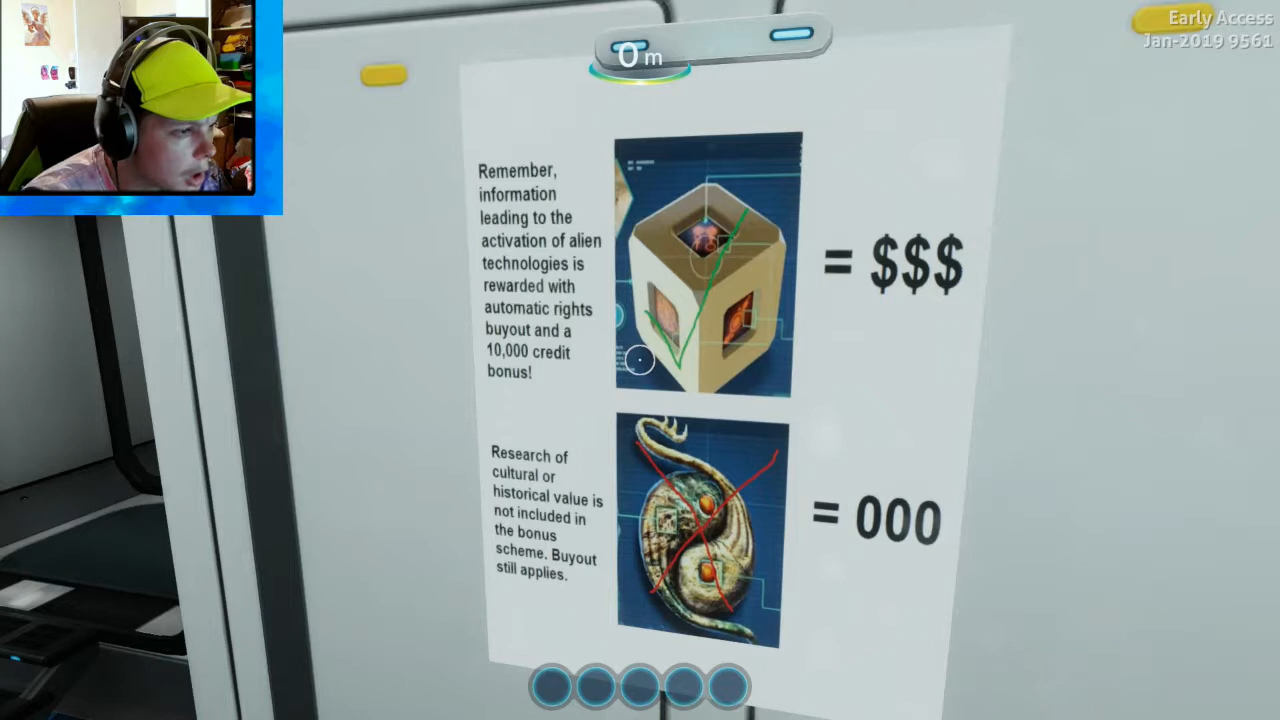 Early Access
Jan-2019 9561
0 m
Remember,
information
leading to the
activation of alien
technologies is
rewarded with
automatic rights
buyout and a
10,000 credit
bonus!
= $$$
Research of
cultural or
historical value is
not included in
the bonus
scheme. Buyout
still applies.
= 000